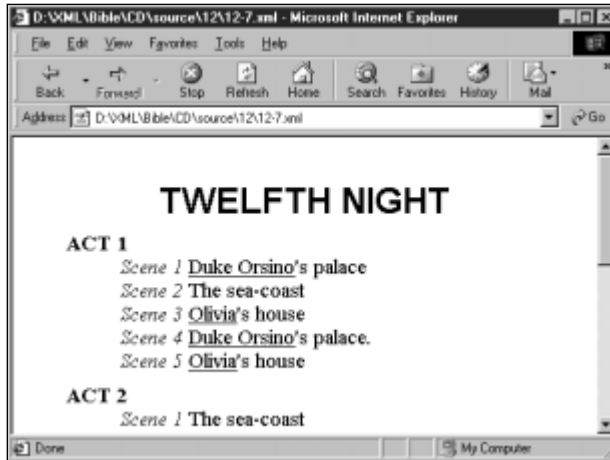 D:\XML\Bible\CD\source\12\12-7.xml - Microsoft Internet Explorer
File Edit View Favorites Tools Help
Back Forward Stop Refresh Home Search Favorites History Mail
Address D:\XML\Bible\CD\source\12\12-7.xml Go
TWELFTH NIGHT
ACT 1
Scene 1 Duke Orsino's palace
Scene 2 The sea-coast
Scene 3 Olivia's house
Scene 4 Duke Orsino's palace.
Scene 5 Olivia's house
ACT 2
Scene 1 The sea-coast
Done My Computer